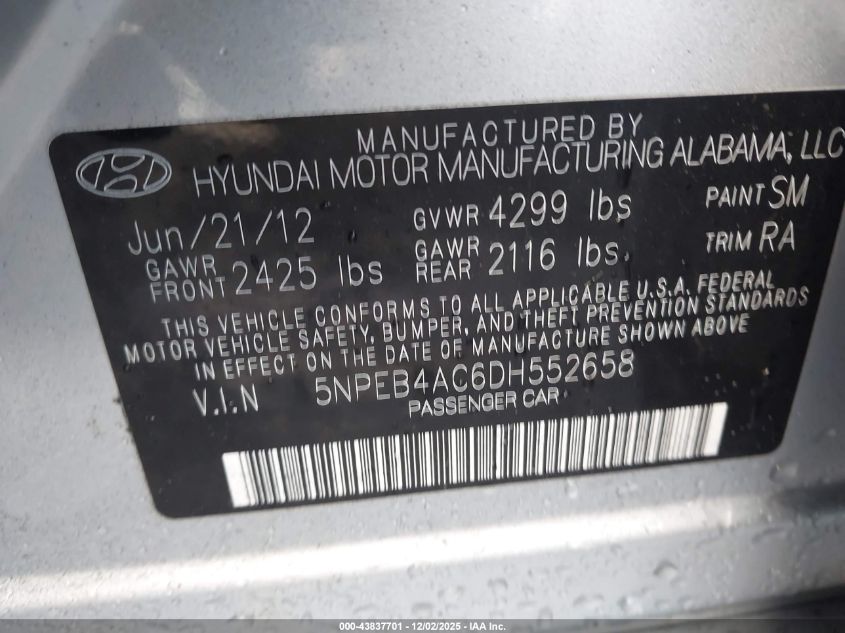 MANUFACTURED BY
HYUNDAI MOTOR MANUFACTURING ALABAMA, LLC
Jun/21/12 GVWR 4299 lbs PAINT SM
GAWR FRONT 2425 lbs GAWR REAR 2116 lbs. TRIM RA
THIS VEHICLE CONFORMS TO ALL APPLICABLE U.S.A. FEDERAL
MOTOR VEHICLE SAFETY, BUMPER, AND THEFT PREVENTION STANDARDS
IN EFFECT ON THE DATE OF MANUFACTURE SHOWN ABOVE
V.I.N 5NPEB4AC6DH552658
PASSENGER CAR
000-43837701 - 12/02/2025 - IAA Inc.